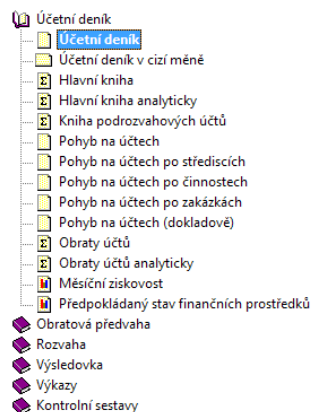 Účetní deník
Účetní deník
Účetní deník v cizí měně
Hlavní kniha
Hlavní kniha analyticky
Kniha podrozvahových účtů
Pohyb na účtech
Pohyb na účtech po střediscích
Pohyb na účtech po činnostech
Pohyb na účtech po zakázkách
Pohyb na účtech (dokladově)
Obraty účtů
Obraty účtů analyticky
Měsíční ziskovost
Předpokládaný stav finančních prostředků
Obratová předvaha
Rozvaha
Výsledovka
Výkazy
Kontrolní sestavy